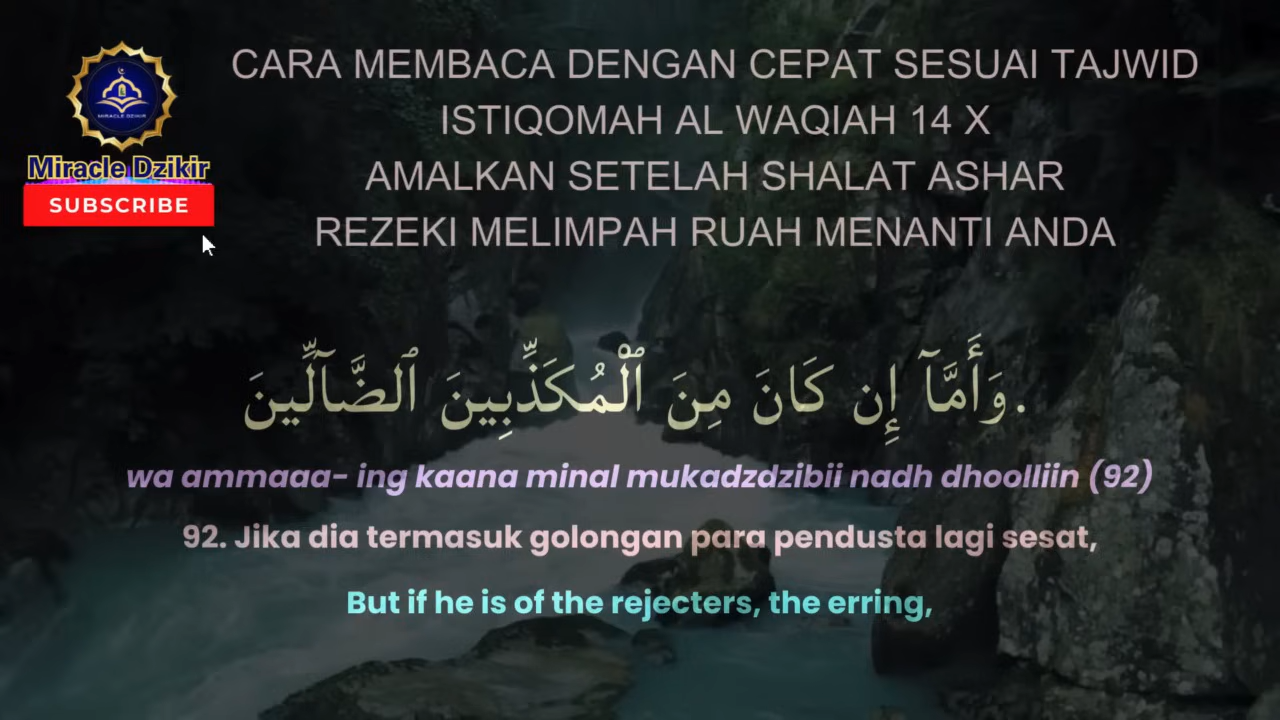 CARA MEMBACA DENGAN CEPAT SESUAI TAJWID
ISTIQOMAH AL WAQIAH 14 X
AMALKAN SETELAH SHALAT ASHAR
REZEKI MELIMPAH RUAH MENANTI ANDA
MIRACLE DZIKIR
Miracle Dzikir
SUBSCRIBE
وَأَمَّآ إِن كَانَ مِنَ ٱلْمُكَذِّبِينَ ٱلضَّآلِّينَ.
wa ammaaa- ing kaana minal mukadzdzibii nadh dhoolliin (92)
92. Jika dia termasuk golongan para pendusta lagi sesat,
But if he is of the rejecters, the erring,